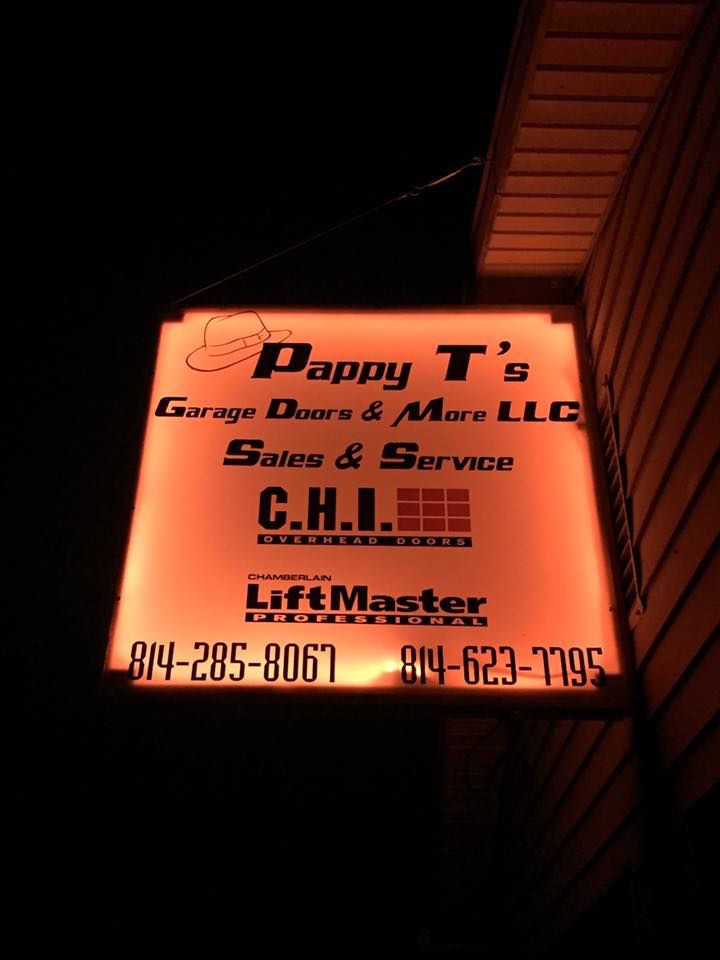 Pappy T's
Garage Doors & More LLC
Sales & Service
C.H.I.
OVERHEAD DOORS
CHAMBERLAIN
LiftMaster
PROFESSIONAL
814-285-8067 814-623-7795